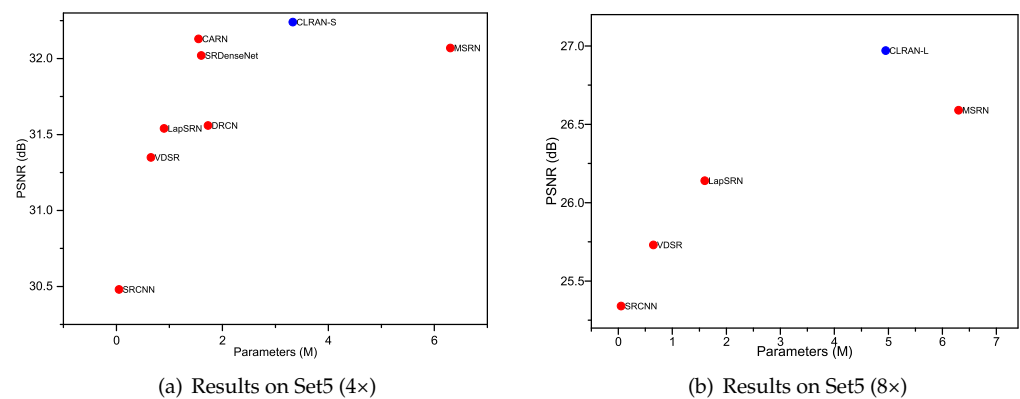 CLRAN-S
CARN
SRDenseNet
MSRN
LapSRN
DRCN
VDSR
SRCNN
32.0
31.5
31.0
30.5
PSNR (dB)
0 2 4 6
Parameters (M)
(a) Results on Set5 (4×)
CLRAN-L
MSRN
LapSRN
VDSR
SRCNN
27.0
26.5
26.0
25.5
PSNR (dB)
0 1 2 3 4 5 6 7
Parameters (M)
(b) Results on Set5 (8×)